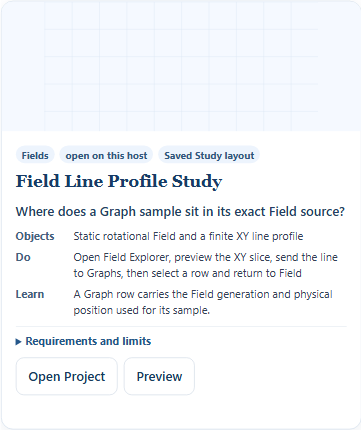 Fields open on this host Saved Study layout
Field Line Profile Study
Where does a Graph sample sit in its exact Field source?
Objects Static rotational Field and a finite XY line profile
Do Open Field Explorer, preview the XY slice, send the line
to Graphs, then select a row and return to Field
Learn A Graph row carries the Field generation and physical
position used for its sample.
▸ Requirements and limits
Open Project Preview